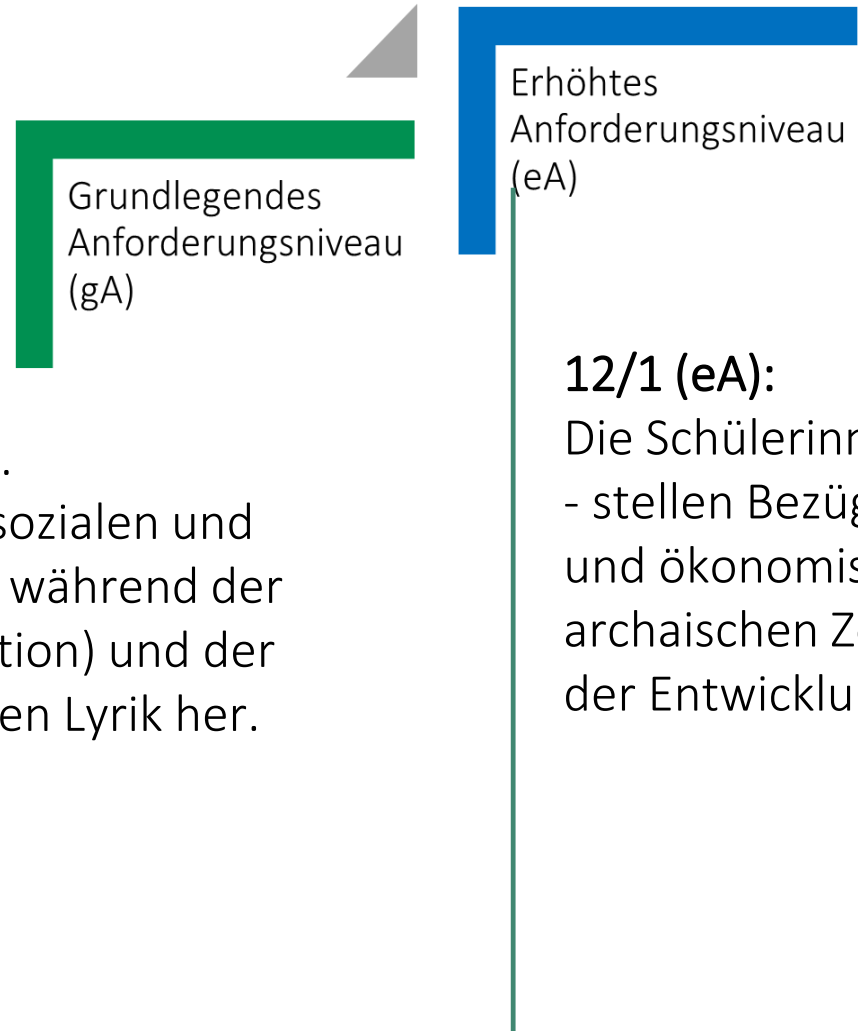 Grundlegendes
Anforderungsniveau
(gA)
Erhöhtes
Anforderungsniveau
(eA)
.
sozialen und
während der
tion) und der
en Lyrik her.
12/1 (eA):
Die Schülerinn
- stellen Bezüg
und ökonomis
archaischen Z
der Entwicklu